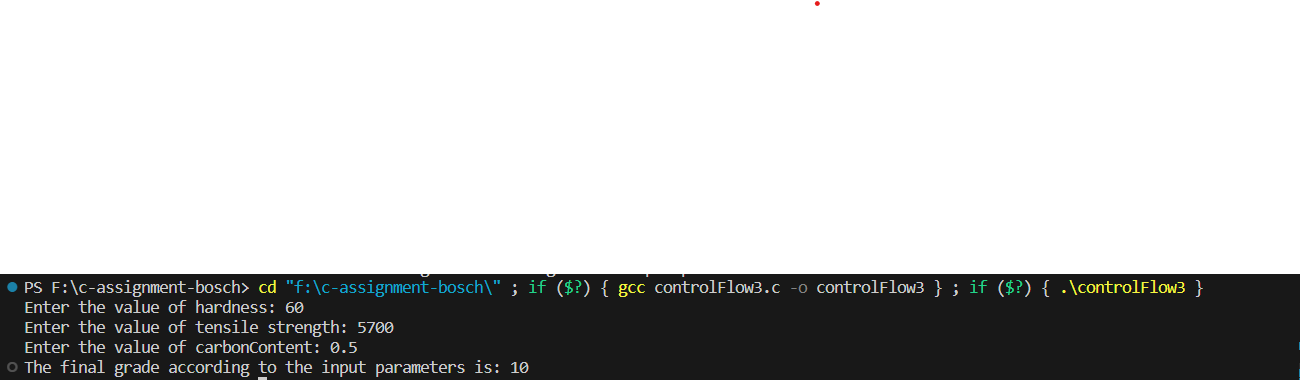 PS F:\c-assignment-bosch> cd "f:\c-assignment-bosch\" ; if ($?) { gcc controlFlow3.c -o controlFlow3 } ; if ($?) { .\controlFlow3 }
Enter the value of hardness: 60
Enter the value of tensile strength: 5700
Enter the value of carbonContent: 0.5
The final grade according to the input parameters is: 10